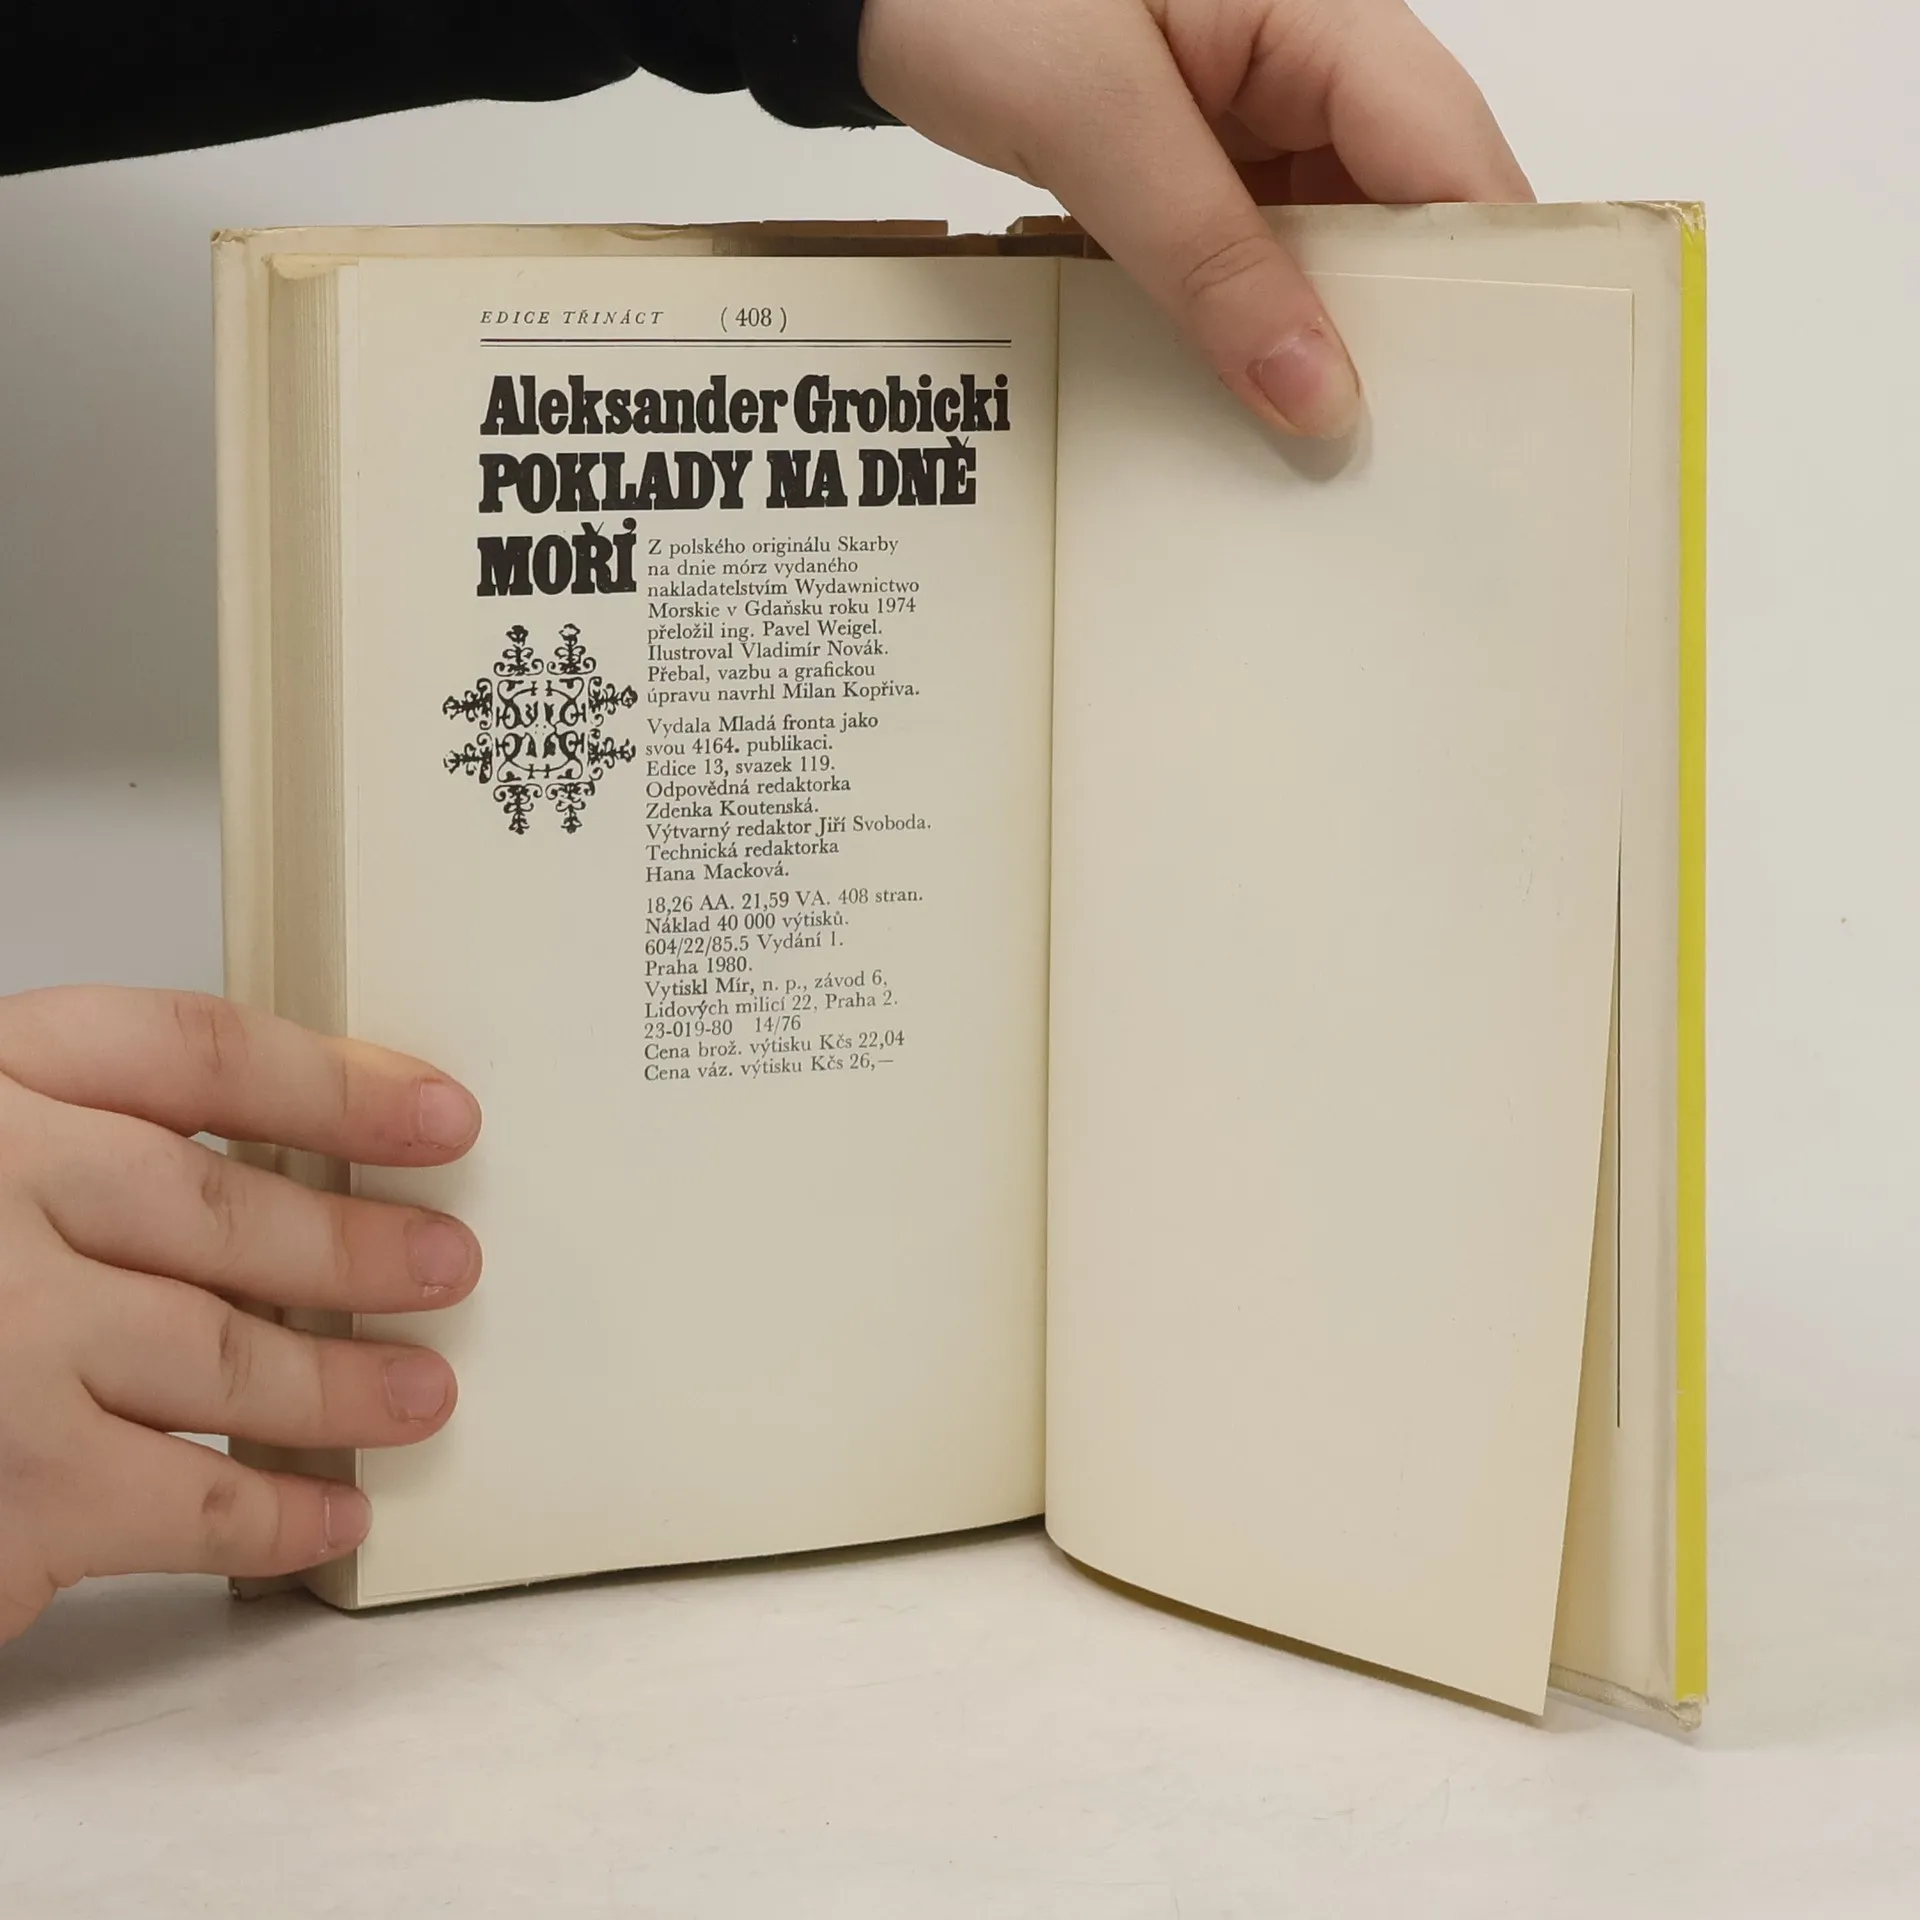 EDICE TŘINÁCT (408)
Aleksander Grobicki
POKLADY NA DNĚ
MOŘÍ
Z polského originálu Skarby
na dnie mórz vydaného
nakladatelstvím Wydawnictwo
Morskie v Gdaňsku roku 1974
přeložil ing. Pavel Weigel.
Ilustroval Vladimír Novák.
Přebal, vazbu a grafickou
úpravu navrhl Milan Kopřiva.
Vydala Mladá fronta jako
svou 4164. publikaci.
Edice 13, svazek 119.
Odpovědná redaktorka
Zdenka Koutenská.
Výtvarný redaktor Jiří Svoboda.
Technická redaktorka
Hana Macková.
18,26 AA. 21,59 VA. 408 stran.
Náklad 40 000 výtisků.
604/22/85.5 Vydání 1.
Praha 1980.
Vytiskl Mír, n. p., závod 6,
Lidových milicí 22, Praha 2.
23-019-80 14/76
Cena brož. výtisku Kčs 22,04
Cena váz. výtisku Kčs 26,—